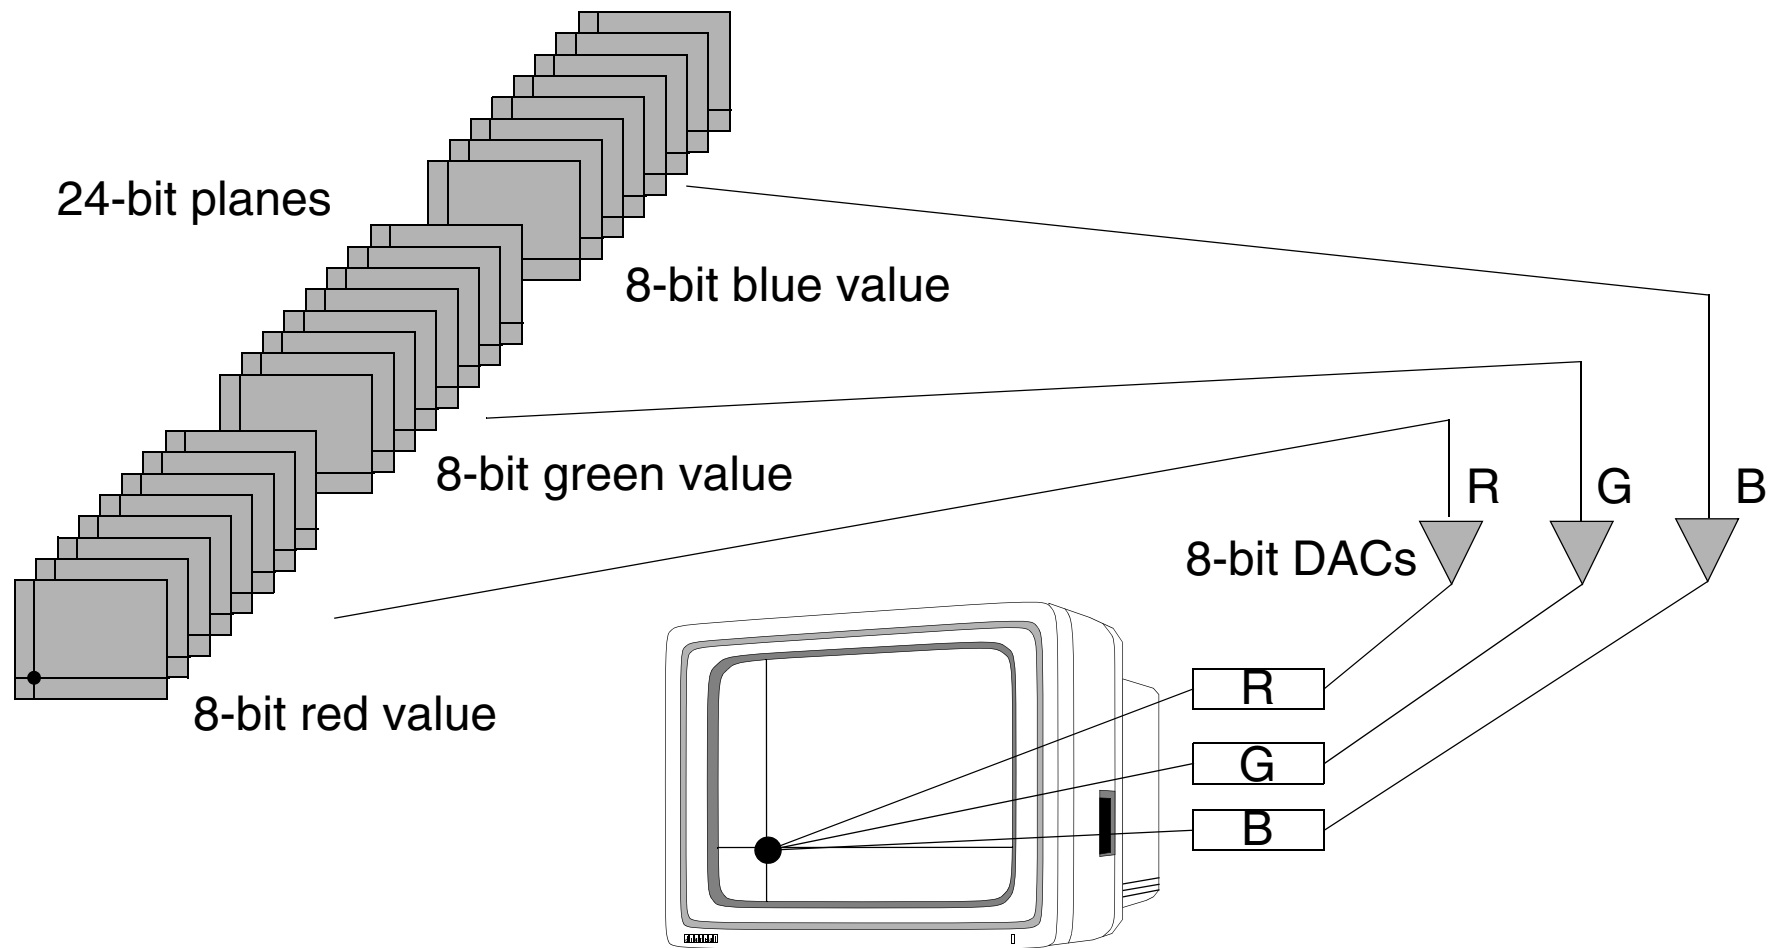 24-bit planes
8-bit blue value
8-bit green value
R
G
B
8-bit DACs
8-bit red value
R
G
B